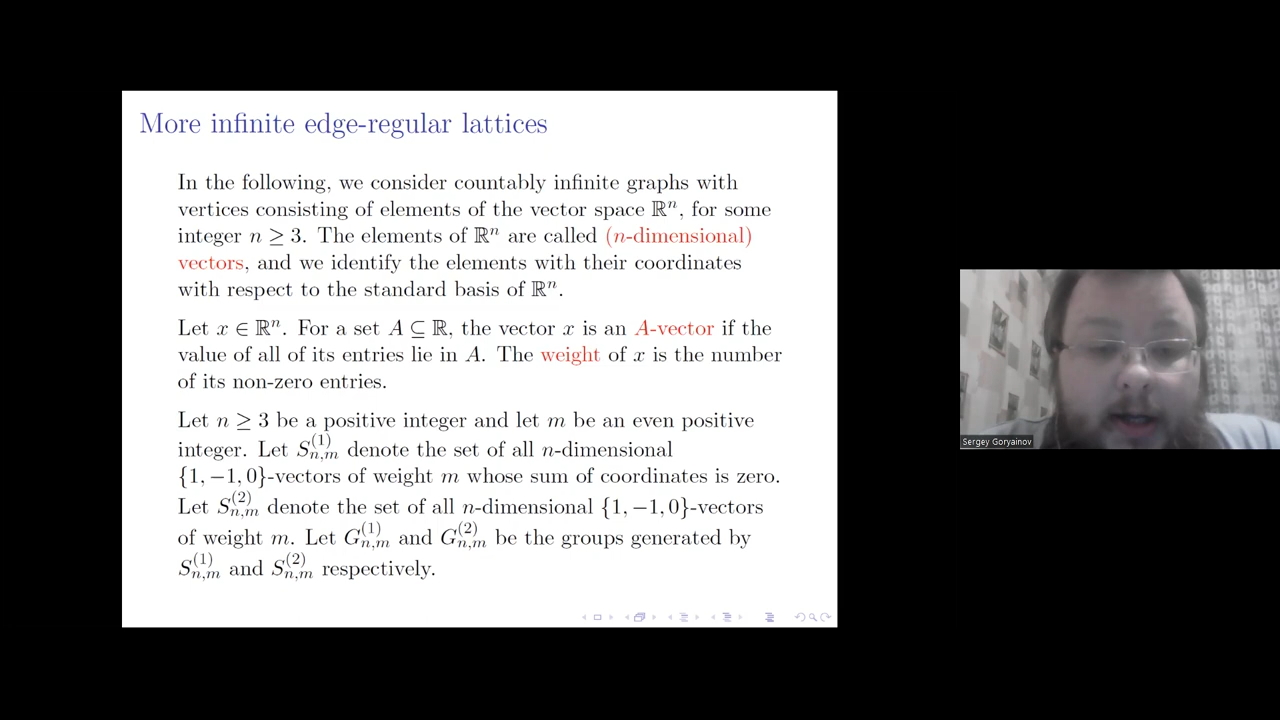 More infinite edge-regular lattices
In the following, we consider countably infinite graphs with
vertices consisting of elements of the vector space ℝⁿ, for some
integer n ≥ 3. The elements of ℝⁿ are called (n-dimensional)
vectors, and we identify the elements with their coordinates
with respect to the standard basis of ℝⁿ.
Let x ∈ ℝⁿ. For a set A ⊆ ℝ, the vector x is an A-vector if the
value of all of its entries lie in A. The weight of x is the number
of its non-zero entries.
Let n ≥ 3 be a positive integer and let m be an even positive
integer. Let S_{n,m}^{(1)} denote the set of all n-dimensional
{1, −1, 0}-vectors of weight m whose sum of coordinates is zero.
Let S_{n,m}^{(2)} denote the set of all n-dimensional {1, −1, 0}-vectors
of weight m. Let G_{n,m}^{(1)} and G_{n,m}^{(2)} be the groups generated by
S_{n,m}^{(1)} and S_{n,m}^{(2)} respectively.
Sergey Goryainov